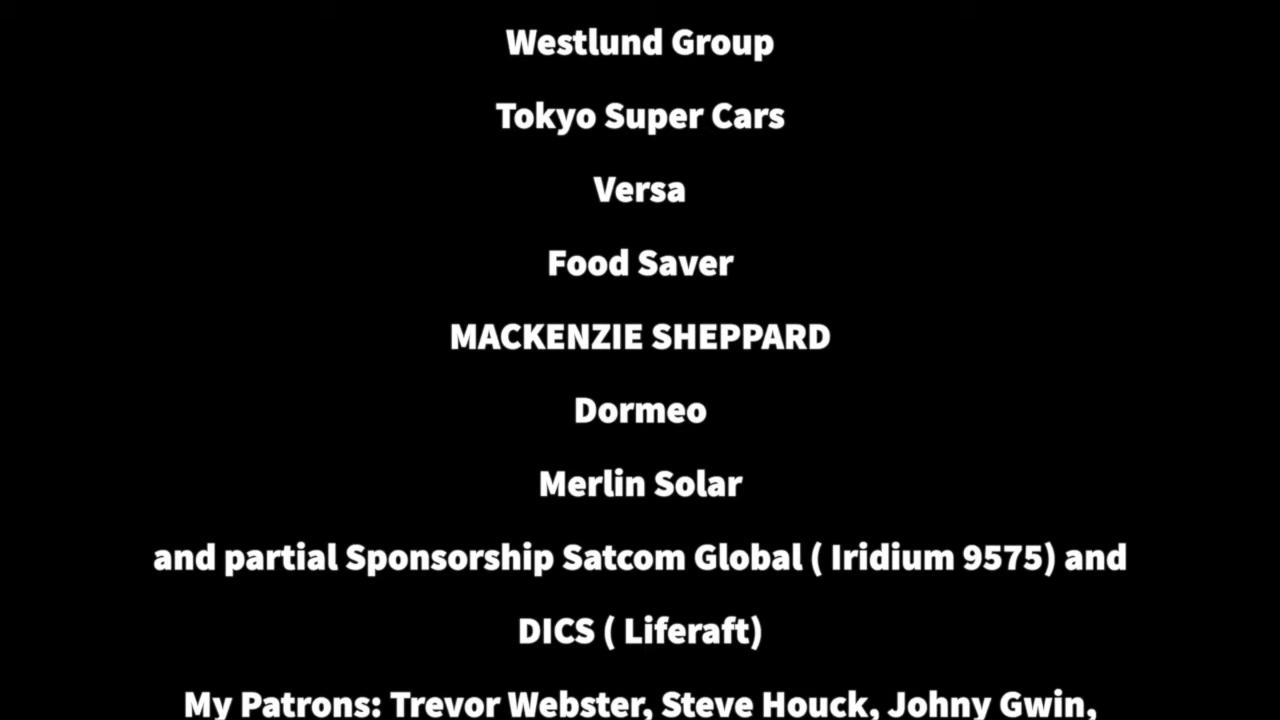 Westlund Group
Tokyo Super Cars
Versa
Food Saver
MACKENZIE SHEPPARD
Dormeo
Merlin Solar
and partial Sponsorship Satcom Global ( Iridium 9575) and
DICS ( Liferaft)
My Patrons: Trevor Webster, Steve Houck, Johny Gwin,